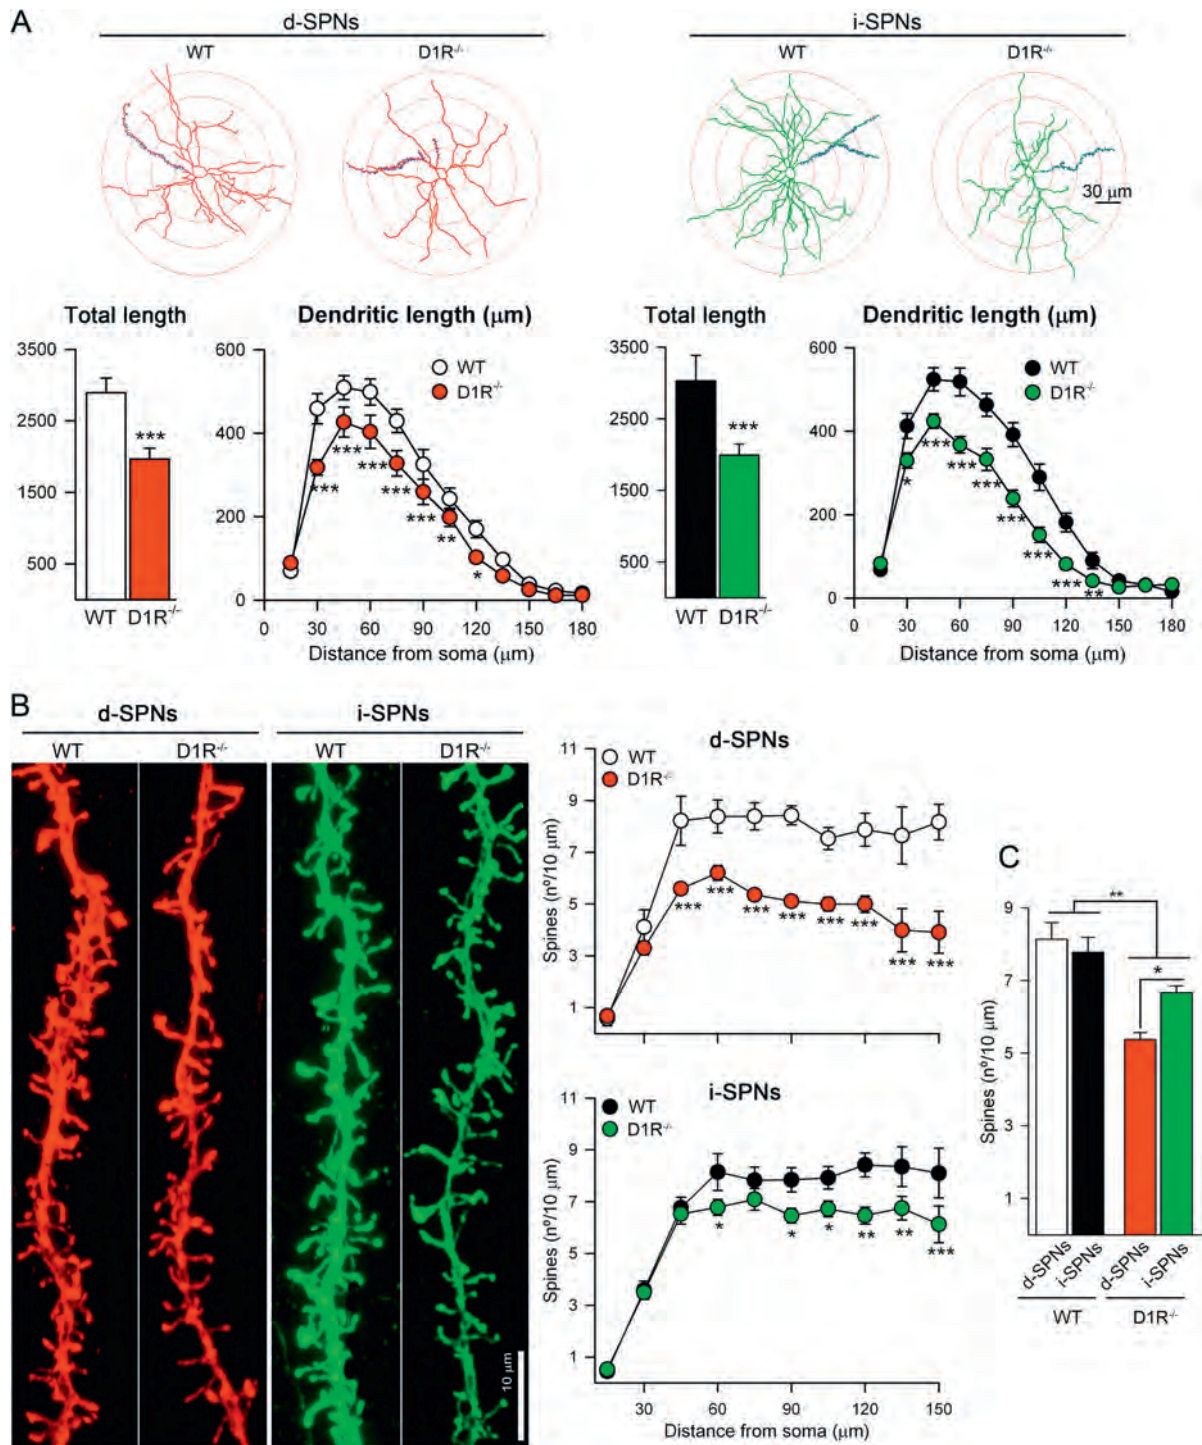 A
d-SPNs
WT
D1R-/-
i-SPNs
WT
D1R-/-
30 μm
Total length
3500
2500
1500
500
***
WT
D1R-/-
Dendritic length (μm)
600
400
200
0
WT
D1R-/-
***
***
***
***
***
**
*
0 30 60 90 120 150 180
Distance from soma (μm)
Total length
3500
2500
1500
500
***
WT
D1R-/-
Dendritic length (μm)
600
400
200
0
WT
D1R-/-
*
***
***
***
***
***
***
**
0 30 60 90 120 150 180
Distance from soma (μm)
B
d-SPNs
WT
D1R-/-
i-SPNs
WT
D1R-/-
10 μm
d-SPNs
Spines (nº/10 μm)
11
9
7
5
3
1
WT
D1R-/-
***
***
***
***
***
***
***
***
i-SPNs
Spines (nº/10 μm)
11
9
7
5
3
1
WT
D1R-/-
*
*
*
**
**
***
30 60 90 120 150
Distance from soma (μm)
C
Spines (nº/10 μm)
9
7
5
3
1
**
*
d-SPNs
i-SPNs
d-SPNs
i-SPNs
WT
D1R-/-